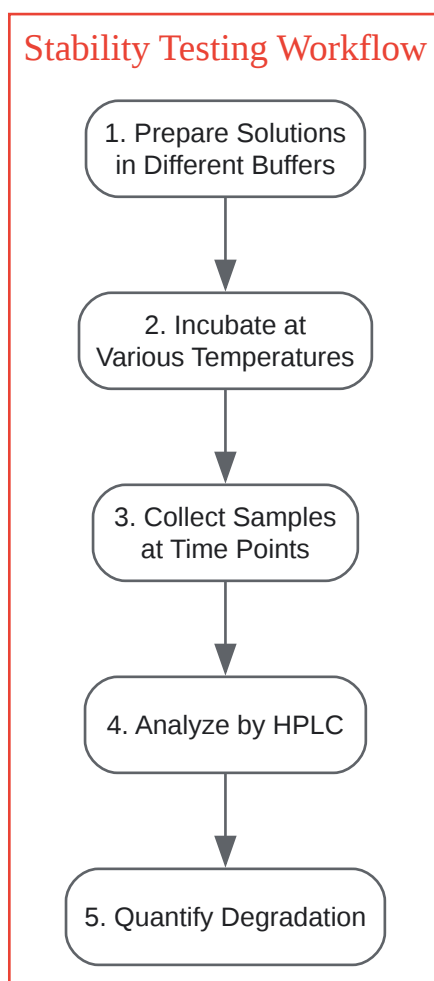 Stability Testing Workflow
1. Prepare Solutions
in Different Buffers
2. Incubate at
Various Temperatures
3. Collect Samples
at Time Points
4. Analyze by HPLC
5. Quantify Degradation